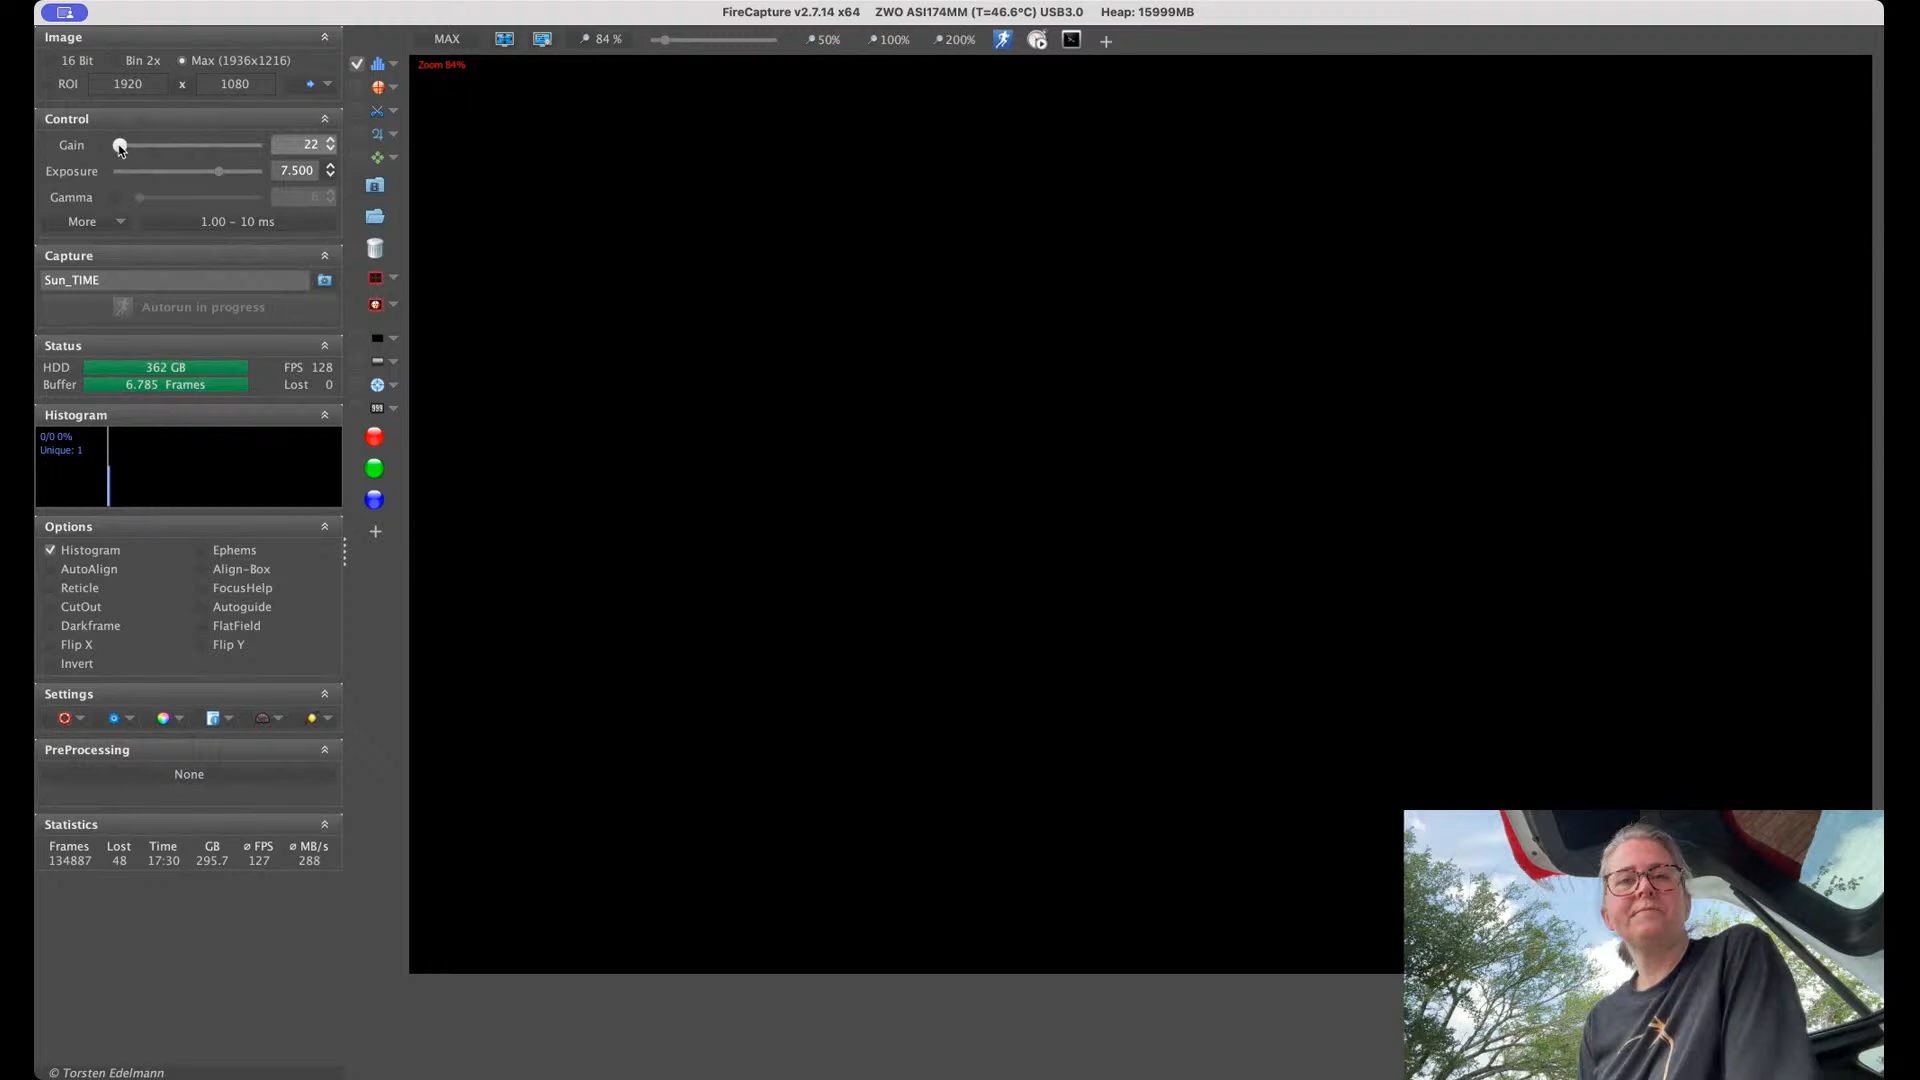 FireCapture v2.7.14 x64 ZWO ASI174MM (T=46.6°C) USB3.0 Heap: 15999MB
Image
16 Bit Bin 2x Max (1936x1216)
ROI 1920 x 1080
Control
Gain 22
Exposure 7.500
Gamma 6
More 1.00 - 10 ms
Capture
Sun_TIME
Autorun in progress
Status
HDD 362 GB FPS 128
Buffer 6.785 Frames Lost 0
Histogram
0/0 0%
Unique: 1
Options
Histogram Ephems
AutoAlign Align-Box
Reticle FocusHelp
CutOut Autoguide
Darkframe FlatField
Flip X Flip Y
Invert
Settings
PreProcessing
None
Statistics
Frames Lost Time GB ø FPS ø MB/s
134887 48 17:30 295.7 127 288
© Torsten Edelmann
MAX 84 % 50% 100% 200%
Zoom 84%
999